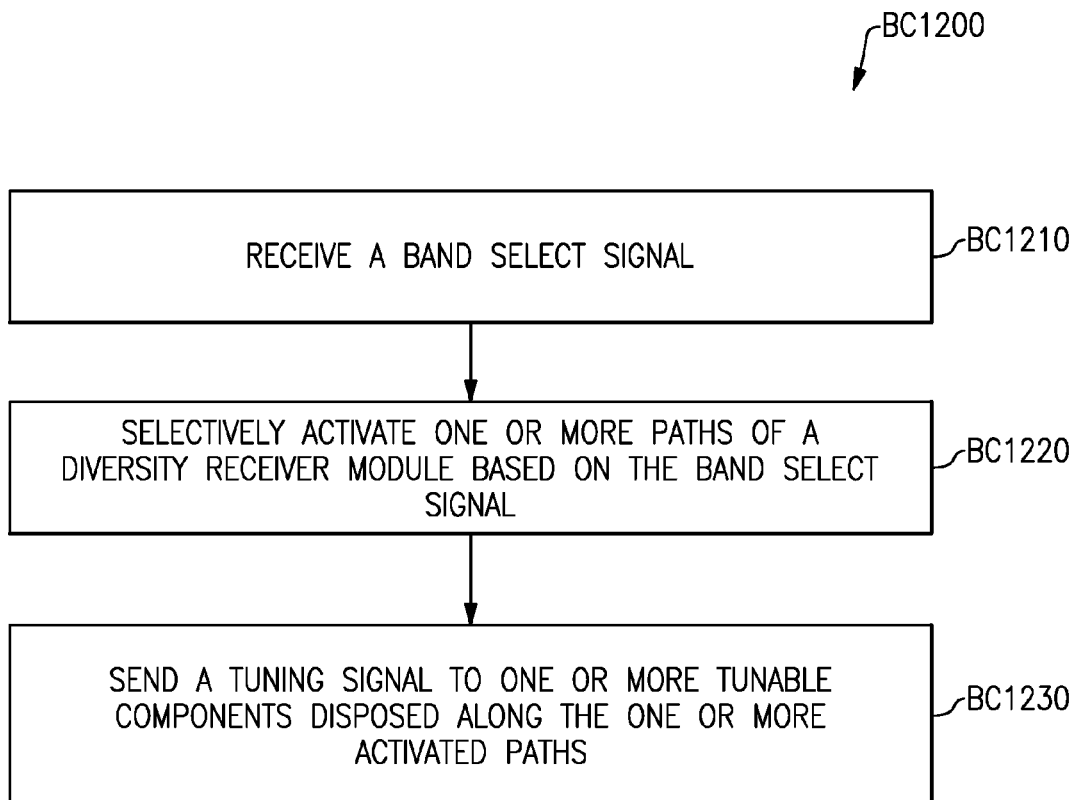 BC1200
RECEIVE A BAND SELECT SIGNAL
BC1210
SELECTIVELY ACTIVATE ONE OR MORE PATHS OF A
DIVERSITY RECEIVER MODULE BASED ON THE BAND SELECT
SIGNAL
BC1220
SEND A TUNING SIGNAL TO ONE OR MORE TUNABLE
COMPONENTS DISPOSED ALONG THE ONE OR MORE
ACTIVATED PATHS
BC1230